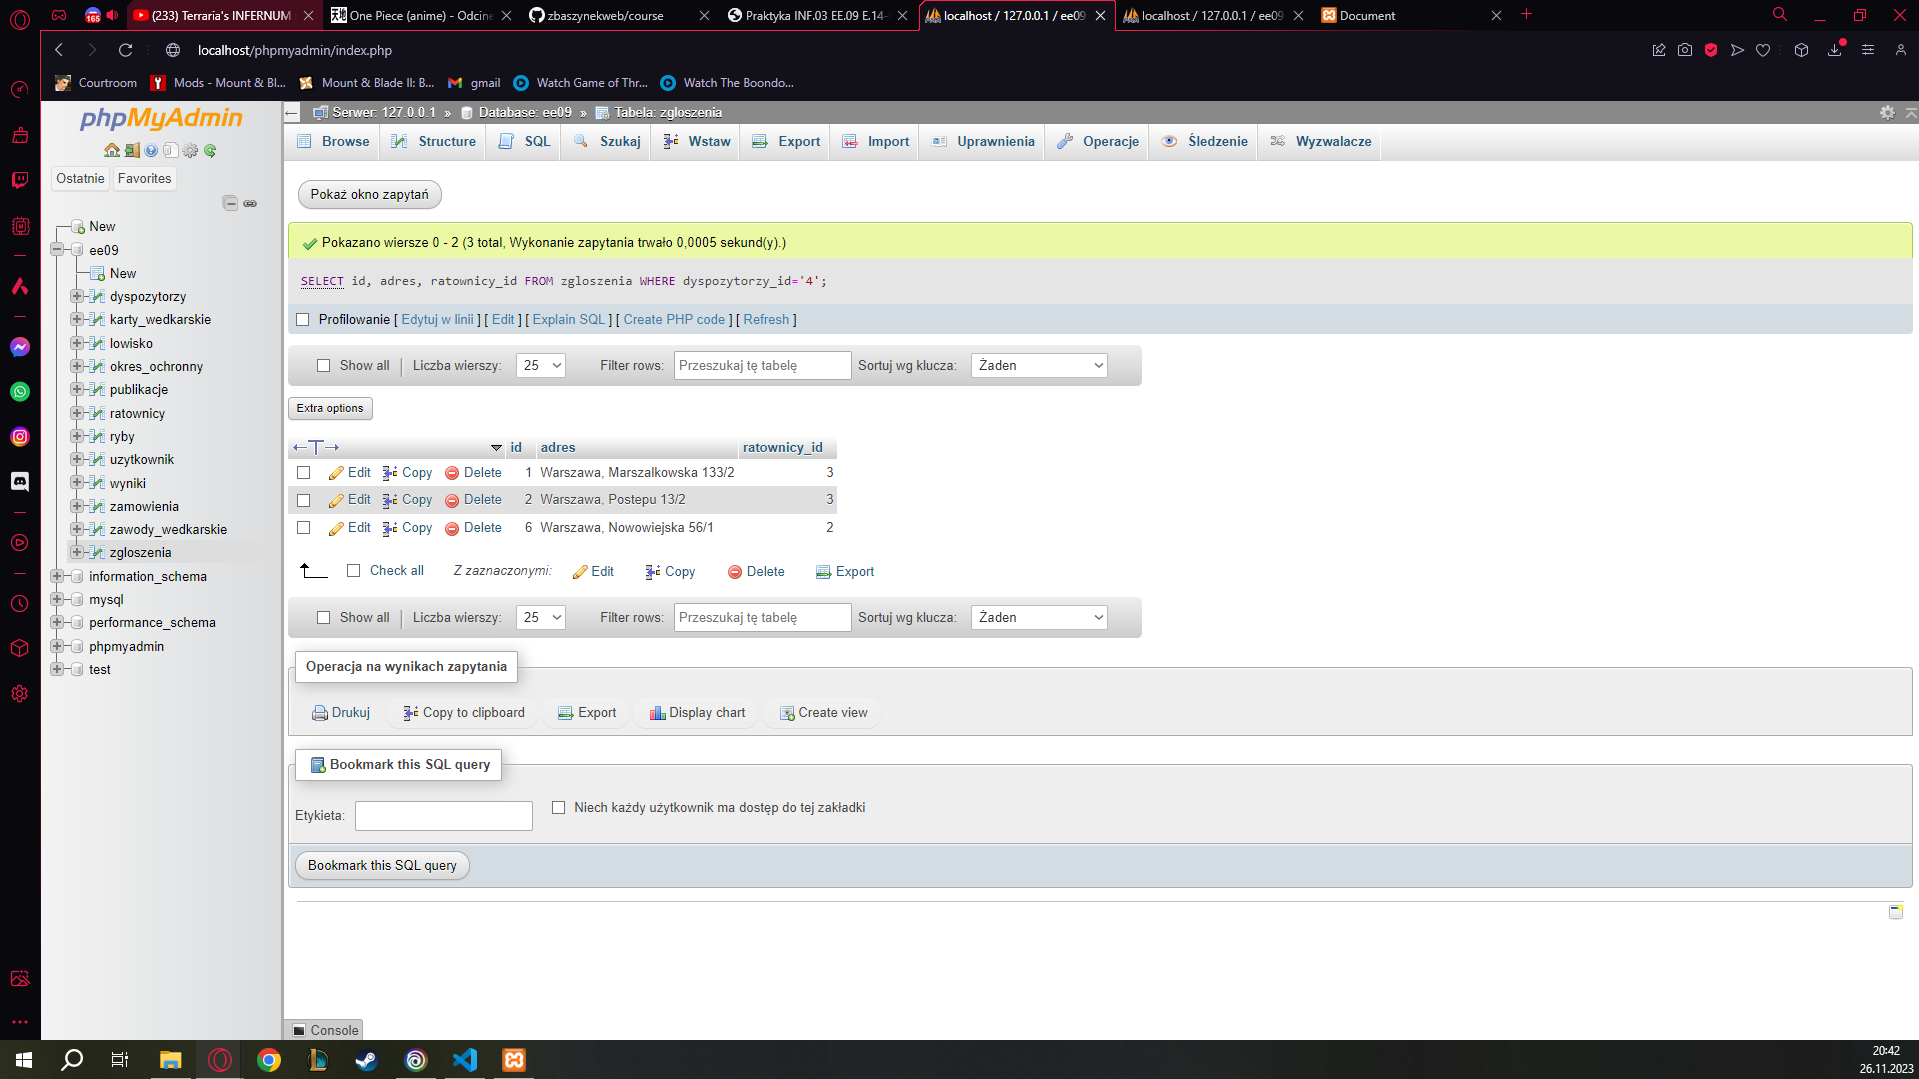 165
(233) Terraria's INFERNUM
One Piece (anime) - Odcine
zbaszynekweb/course
Praktyka INF.03 EE.09 E.14-
localhost / 127.0.0.1 / ee09
localhost / 127.0.0.1 / ee09
Document
localhost/phpmyadmin/index.php
Courtroom
Mods - Mount & Bl...
Mount & Blade II: B...
gmail
Watch Game of Thr...
Watch The Boondo...
phpMyAdmin
Ostatnie Favorites
New
ee09
New
dyspozytorzy
karty_wedkarskie
lowisko
okres_ochronny
publikacje
ratownicy
ryby
uzytkownik
wyniki
zamowienia
zawody_wedkarskie
zgloszenia
information_schema
mysql
performance_schema
phpmyadmin
test
Serwer: 127.0.0.1 » Database: ee09 » Tabela: zgloszenia
Browse Structure SQL Szukaj Wstaw Export Import Uprawnienia Operacje Śledzenie Wyzwalacze
Pokaż okno zapytań
Pokazano wiersze 0 - 2 (3 total, Wykonanie zapytania trwało 0,0005 sekund(y).)
SELECT id, adres, ratownicy_id FROM zgloszenia WHERE dyspozytorzy_id='4';
Profilowanie [ Edytuj w linii ] [ Edit ] [ Explain SQL ] [ Create PHP code ] [ Refresh ]
Show all Liczba wierszy: 25 Filter rows: Przeszukaj tę tabelę Sortuj wg klucza: Żaden
Extra options
id adres ratownicy_id
Edit Copy Delete 1 Warszawa, Marszalkowska 133/2 3
Edit Copy Delete 2 Warszawa, Postepu 13/2 3
Edit Copy Delete 6 Warszawa, Nowowiejska 56/1 2
Check all Z zaznaczonymi: Edit Copy Delete Export
Show all Liczba wierszy: 25 Filter rows: Przeszukaj tę tabelę Sortuj wg klucza: Żaden
Operacja na wynikach zapytania
Drukuj Copy to clipboard Export Display chart Create view
Bookmark this SQL query
Etykieta: Niech każdy użytkownik ma dostęp do tej zakładki
Bookmark this SQL query
Console
20:42
26.11.2023